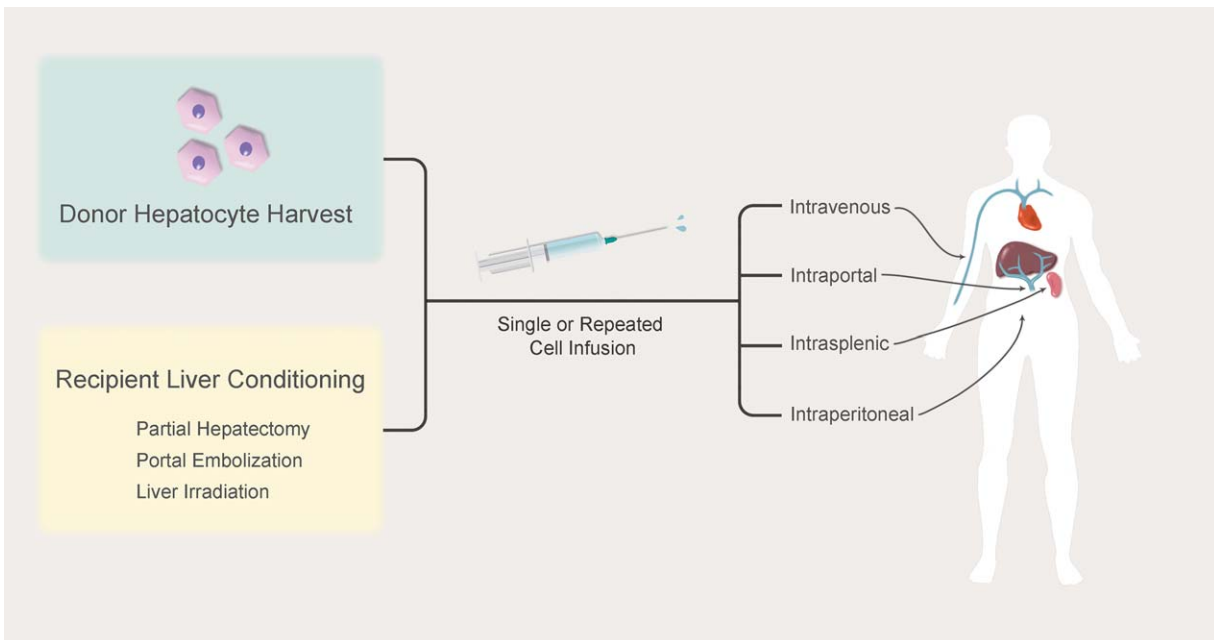 Donor Hepatocyte Harvest
Recipient Liver Conditioning
Partial Hepatectomy
Portal Embolization
Liver Irradiation
Single or Repeated
Cell Infusion
Intravenous
Intraportal
Intrasplenic
Intraperitoneal